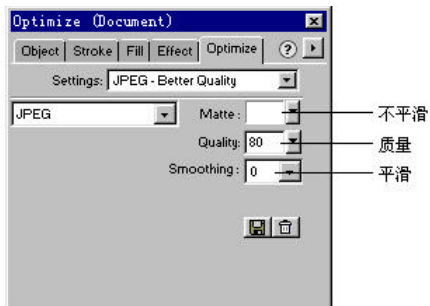 Optimize (Document)
Object Stroke Fill Effect Optimize ?
Settings: JPEG - Better Quality
JPEG Matte: 不平滑
Quality: 80 质量
Smoothing: 0 平滑